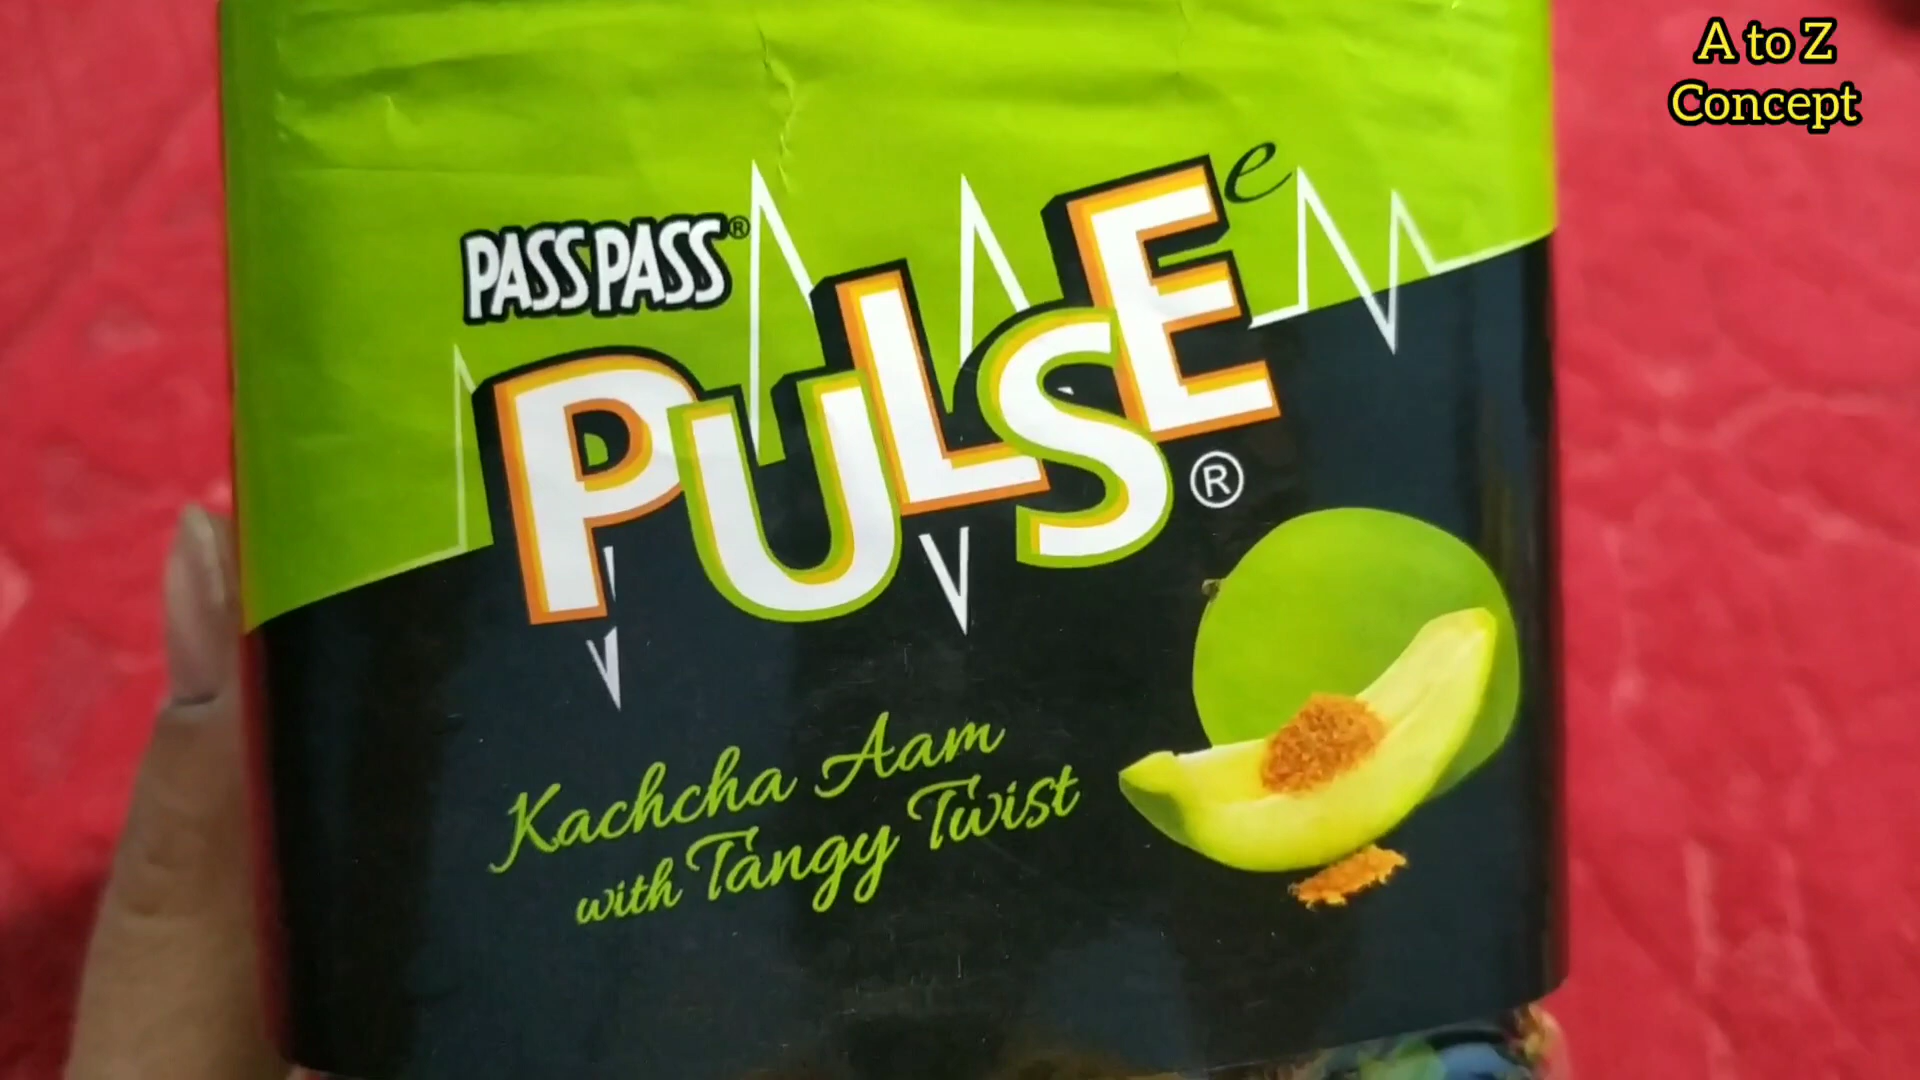 A to Z
Concept
PASS PASS®
PULSE®
e
Kachcha Aam
with Tangy Twist